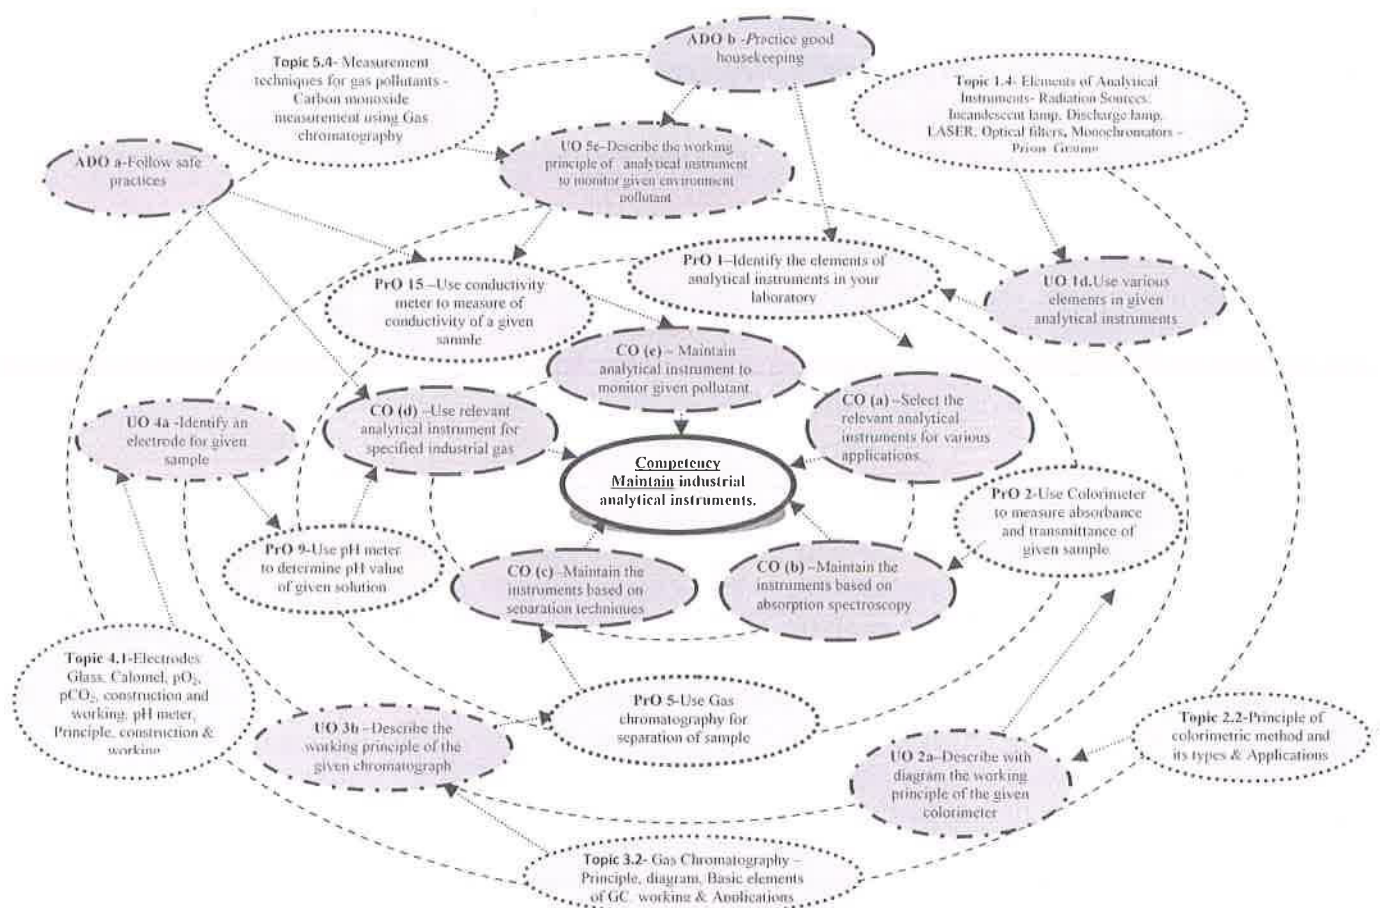 ADO b -Practice good
housekeeping
Topic 5.4- Measurement
techniques for gas pollutants -
Carbon monoxide
measurement using Gas
chromatography
Topic 1.4- Elements of Analytical
Instruments- Radiation Sources:
Incandescent lamp, Discharge lamp,
LASER, Optical filters, Monochromators –
Prism, Grating
ADO a-Follow safe
practices
UO 5e-Describe the working
principle of analytical instrument
to monitor given environment
pollutant
PrO 1–Identify the elements of
analytical instruments in your
laboratory
PrO 15 –Use conductivity
meter to measure of
conductivity of a given
sample
UO 1d.Use various
elements in given
analytical instruments
CO (e) – Maintain
analytical instrument to
monitor given pollutant.
CO (d) –Use relevant
analytical instrument for
specified industrial gas
CO (a) –Select the
relevant analytical
instruments for various
applications.
UO 4a -Identify an
electrode for given
sample
Competency
Maintain industrial
analytical instruments.
PrO 2-Use Colorimeter
to measure absorbance
and transmittance of
given sample.
PrO 9-Use pH meter
to determine pH value
of given solution
CO (c) –Maintain the
instruments based on
separation techniques
CO (b) –Maintain the
instruments based on
absorption spectroscopy
Topic 4.1-Electrodes
Glass, Calomel, pO₂,
pCO₂, construction and
working, pH meter,
Principle, construction &
working
PrO 5-Use Gas
chromatography for
separation of sample
UO 3b –Describe the
working principle of the
given chromatograph
Topic 2.2-Principle of
colorimetric method and
its types & Applications
UO 2a–Describe with
diagram the working
principle of the given
colorimeter
Topic 3.2- Gas Chromatography –
Principle, diagram, Basic elements
of GC, working & Applications